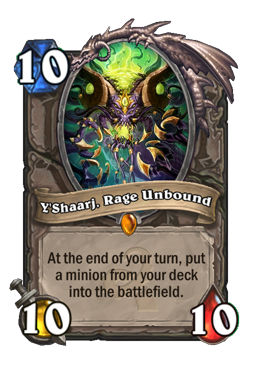 10
Y'Shaarj, Rage Unbound
At the end of your turn, put
a minion from your deck
into the battlefield.
10
10